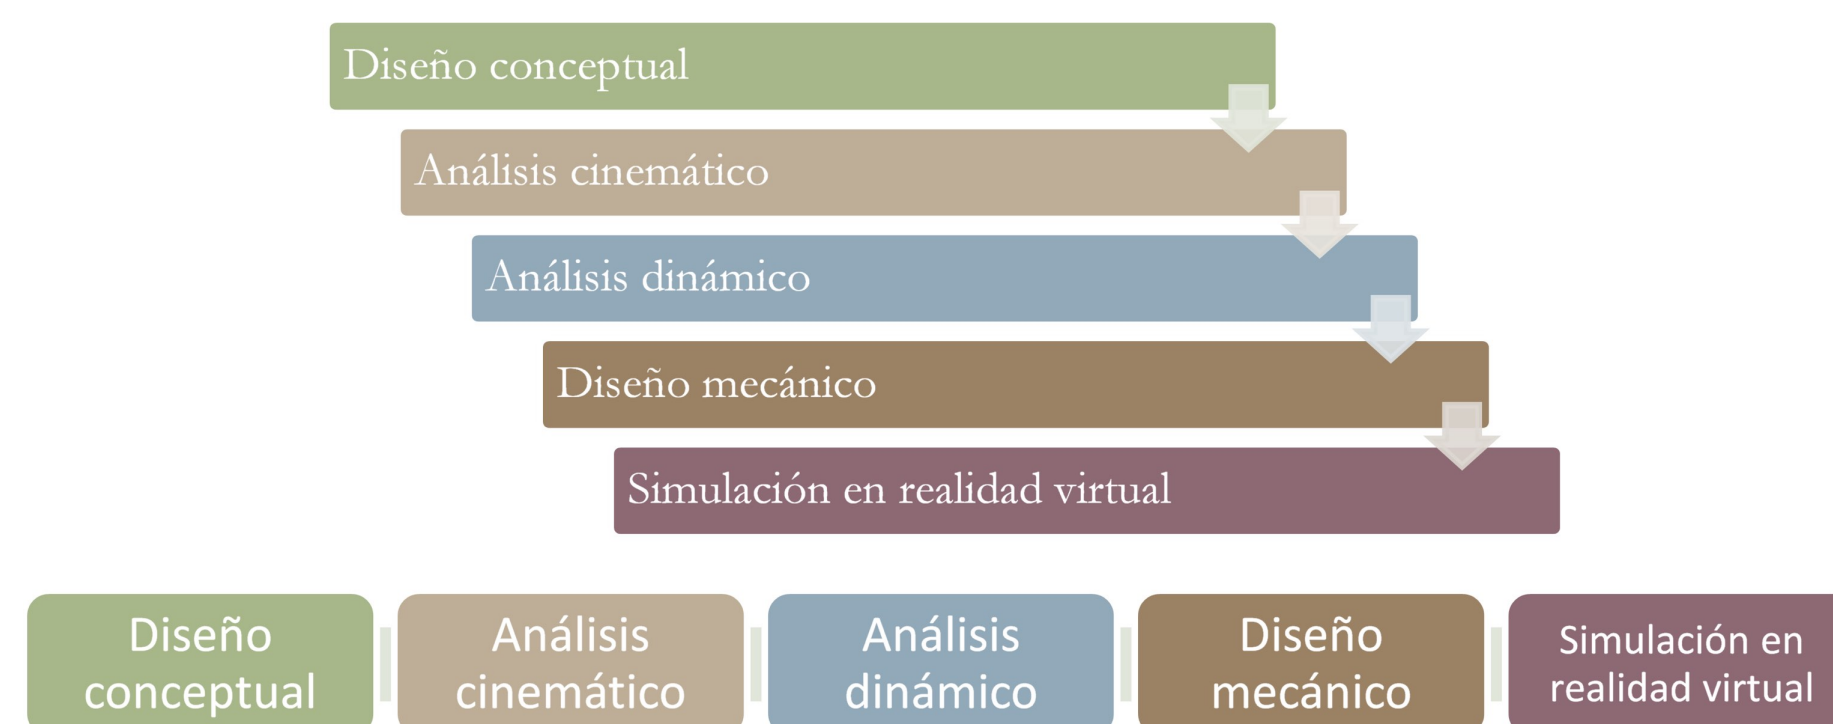 Diseño conceptual
Análisis cinemático
Análisis dinámico
Diseño mecánico
Simulación en realidad virtual
Diseño
conceptual
Análisis
cinemático
Análisis
dinámico
Diseño
mecánico
Simulación en
realidad virtual